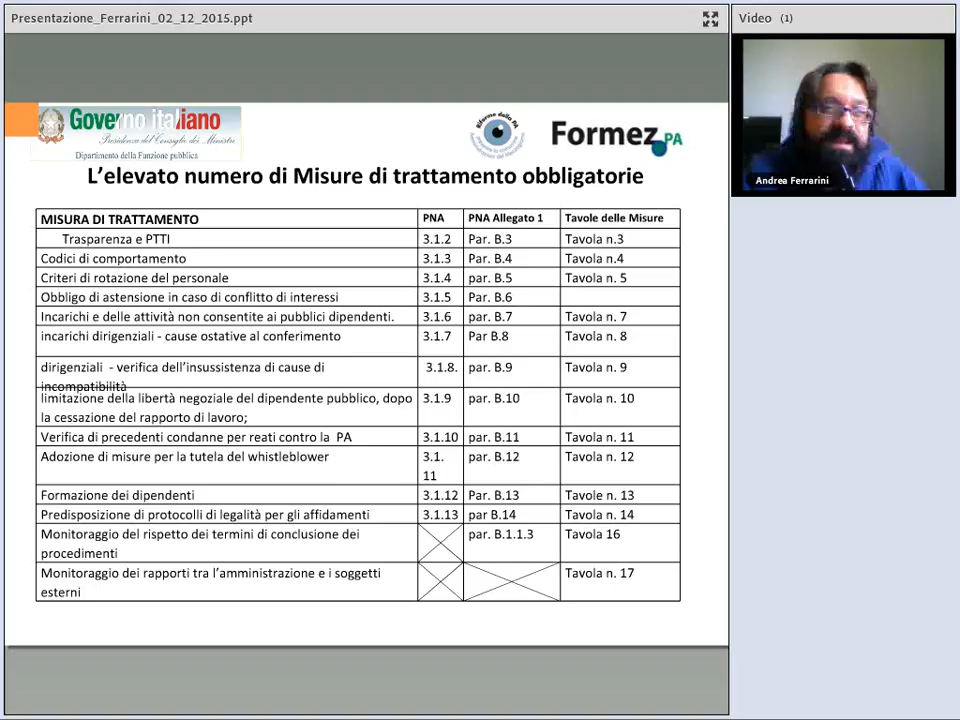 Presentazione_Ferrarini_02_12_2015.ppt
Video (1)
Governo italiano
Presidenza del Consiglio dei Ministri
Dipartimento della Funzione pubblica
Riforme della PA
Formez PA
L'elevato numero di Misure di trattamento obbligatorie
Andrea Ferrarini
MISURA DI TRATTAMENTO PNA PNA Allegato 1 Tavole delle Misure
Trasparenza e PTTI 3.1.2 Par. B.3 Tavola n.3
Codici di comportamento 3.1.3 Par. B.4 Tavola n.4
Criteri di rotazione del personale 3.1.4 par. B.5 Tavola n. 5
Obbligo di astensione in caso di conflitto di interessi 3.1.5 Par. B.6
Incarichi e delle attività non consentite ai pubblici dipendenti. 3.1.6 par. B.7 Tavola n. 7
incarichi dirigenziali - cause ostative al conferimento 3.1.7 Par B.8 Tavola n. 8
dirigenziali - verifica dell'insussistenza di cause di 3.1.8. par. B.9 Tavola n. 9
incompatibilità
limitazione della libertà negoziale del dipendente pubblico, dopo 3.1.9 par. B.10 Tavola n. 10
la cessazione del rapporto di lavoro;
Verifica di precedenti condanne per reati contro la PA 3.1.10 par. B.11 Tavola n. 11
Adozione di misure per la tutela del whistleblower 3.1. par. B.12 Tavola n. 12
11
Formazione dei dipendenti 3.1.12 Par. B.13 Tavole n. 13
Predisposizione di protocolli di legalità per gli affidamenti 3.1.13 par B.14 Tavola n. 14
Monitoraggio del rispetto dei termini di conclusione dei par. B.1.1.3 Tavola 16
procedimenti
Monitoraggio dei rapporti tra l'amministrazione e i soggetti Tavola n. 17
esterni